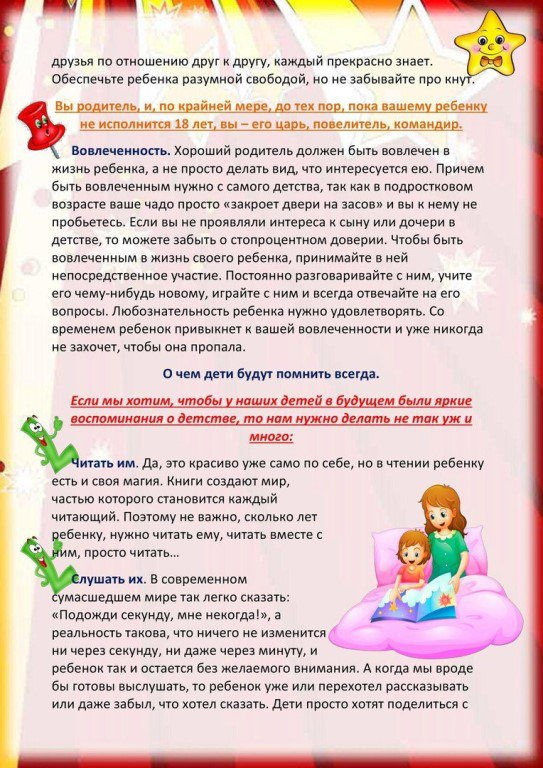 друзья по отношению друг к другу, каждый прекрасно знает.
Обеспечьте ребенка разумной свободой, но не забывайте про кнут.
Вы родитель, и, по крайней мере, до тех пор, пока вашему ребенку
не исполнится 18 лет, вы – его царь, повелитель, командир.
Вовлеченность. Хороший родитель должен быть вовлечен в
жизнь ребенка, а не просто делать вид, что интересуется ею. Причем
быть вовлеченным нужно с самого детства, так как в подростковом
возрасте ваше чадо просто «закроет двери на засов» и вы к нему не
пробьетесь. Если вы не проявляли интереса к сыну или дочери в
детстве, то можете забыть о стопроцентном доверии. Чтобы быть
вовлеченным в жизнь своего ребенка, принимайте в ней
непосредственное участие. Постоянно разговаривайте с ним, учите
его чему-нибудь новому, играйте с ним и всегда отвечайте на его
вопросы. Любознательность ребенка нужно удовлетворять. Со
временем ребенок привыкнет к вашей вовлеченности и уже никогда
не захочет, чтобы она пропала.
О чем дети будут помнить всегда.
Если мы хотим, чтобы у наших детей в будущем были яркие
воспоминания о детстве, то нам нужно делать не так уж и
много:
Читать им. Да, это красиво уже само по себе, но в чтении ребенку
есть и своя магия. Книги создают мир,
частью которого становится каждый
читающий. Поэтому не важно, сколько лет
ребенку, нужно читать ему, читать вместе с
ним, просто читать…
Слушать их. В современном
сумасшедшем мире так легко сказать:
«Подожди секунду, мне некогда!», а
реальность такова, что ничего не изменится
ни через секунду, ни даже через минуту, и
ребенок так и остается без желаемого внимания. А когда мы вроде
бы готовы выслушать, то ребенок уже или перехотел рассказывать
или даже забыл, что хотел сказать. Дети просто хотят поделиться с